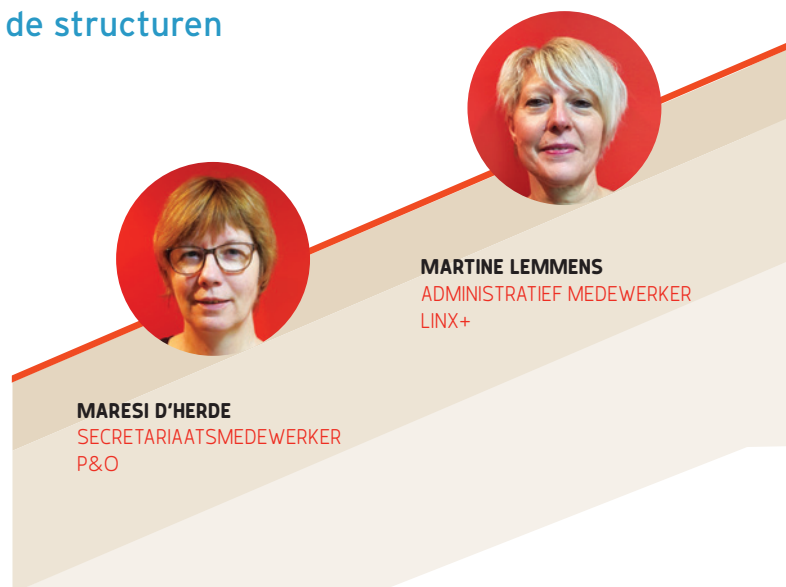 de structuren
MARTINE LEMMENS
ADMINISTRATIEF MEDEWERKER
LINX+
MARESI D'HERDE
SECRETARIAATSMEDEWERKER
P&O